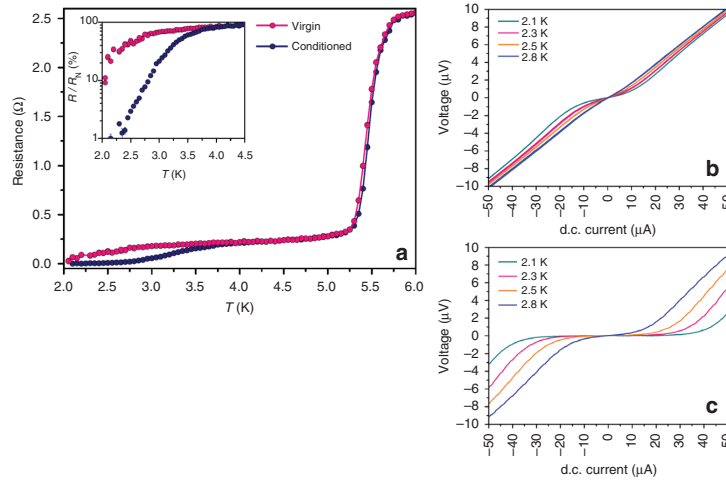 a
Resistance (Ω)
2.5
2.0
1.5
1.0
0.5
0.0
2.0 2.5 3.0 3.5 4.0 4.5 5.0 5.5 6.0
T (K)
Virgin
Conditioned
R / R_N (%)
100
10
1
2.0 2.5 3.0 3.5 4.0 4.5
T (K)
b
Voltage (μV)
10
8
6
4
2
0
−2
−4
−6
−8
−10
2.1 K
2.3 K
2.5 K
2.8 K
−50 −40 −30 −20 −10 0 10 20 30 40 50
d.c. current (μA)
c
Voltage (μV)
10
8
6
4
2
0
−2
−4
−6
−8
−10
2.1 K
2.3 K
2.5 K
2.8 K
−50 −40 −30 −20 −10 0 10 20 30 40 50
d.c. current (μA)